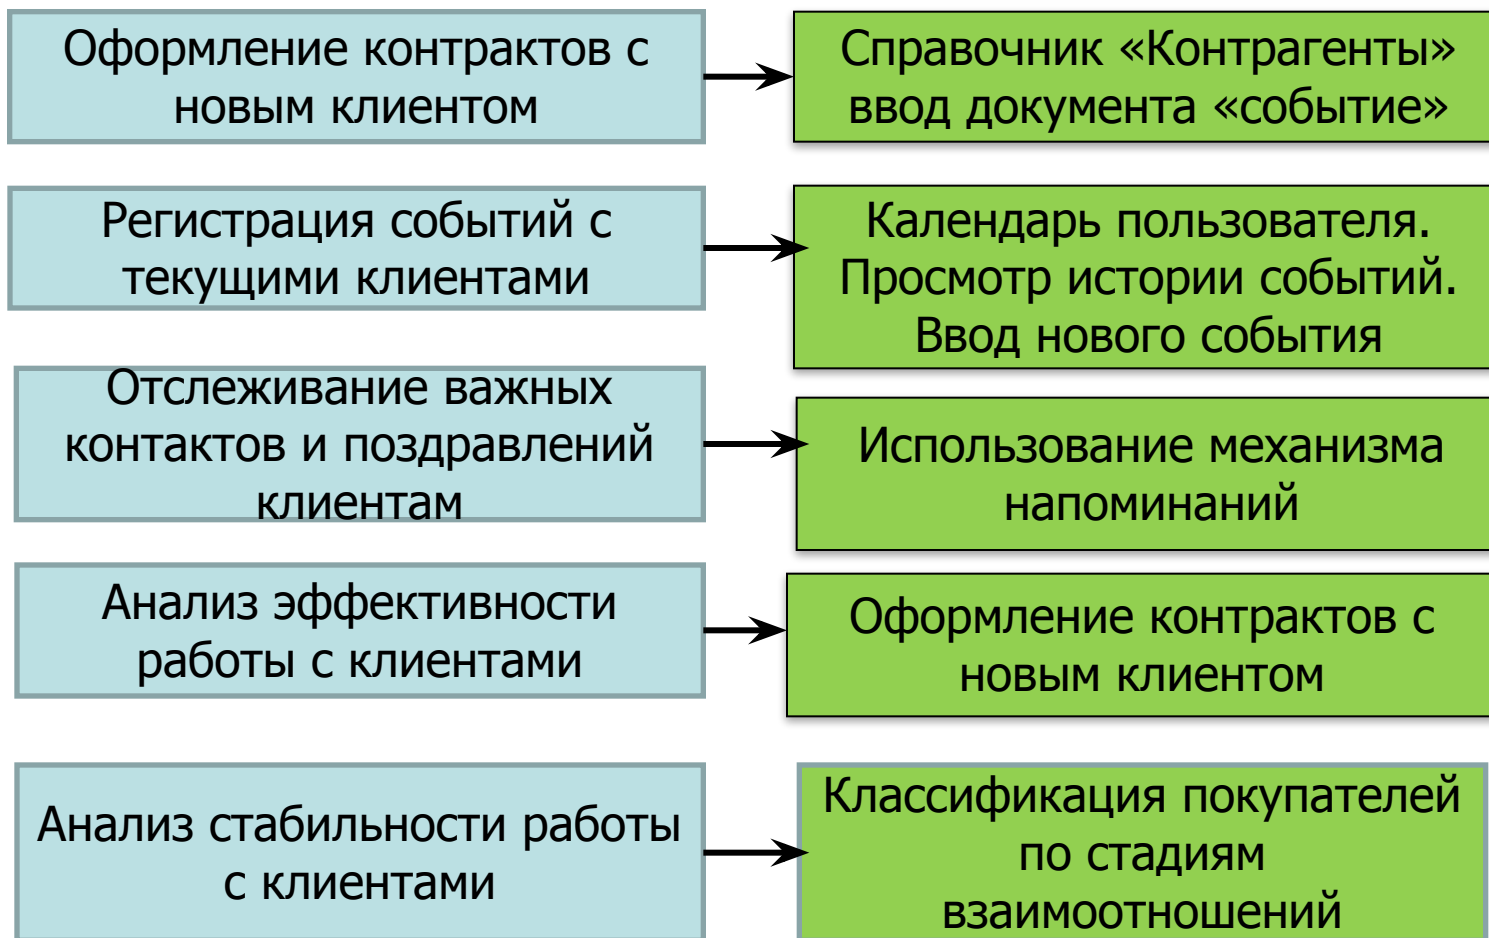 Оформление контрактов с
новым клиентом
Справочник «Контрагенты»
ввод документа «событие»
Регистрация событий с
текущими клиентами
Календарь пользователя.
Просмотр истории событий.
Ввод нового события
Отслеживание важных
контактов и поздравлений
клиентам
Использование механизма
напоминаний
Анализ эффективности
работы с клиентами
Оформление контрактов с
новым клиентом
Анализ стабильности работы
с клиентами
Классификация покупателей
по стадиям
взаимоотношений